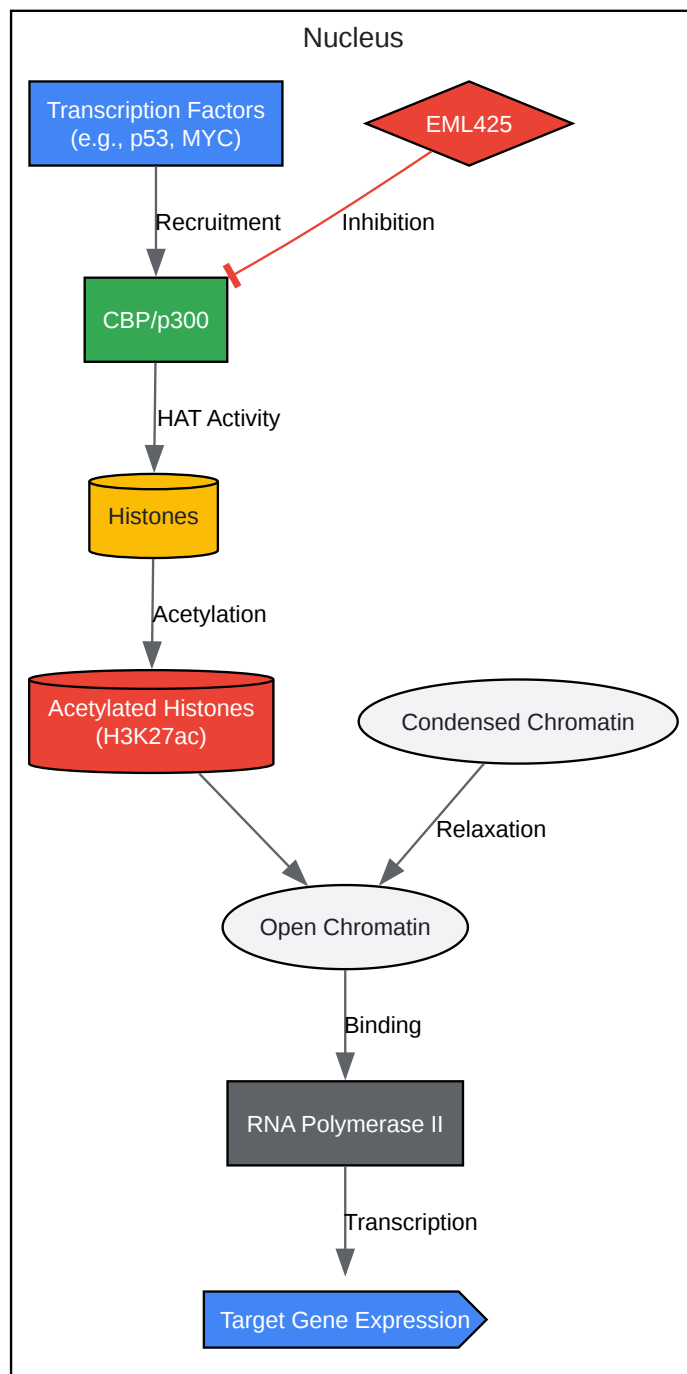 Nucleus
Transcription Factors
(e.g., p53, MYC)
EML425
Recruitment
Inhibition
CBP/p300
HAT Activity
Histones
Acetylation
Acetylated Histones
(H3K27ac)
Condensed Chromatin
Relaxation
Open Chromatin
Binding
RNA Polymerase II
Transcription
Target Gene Expression